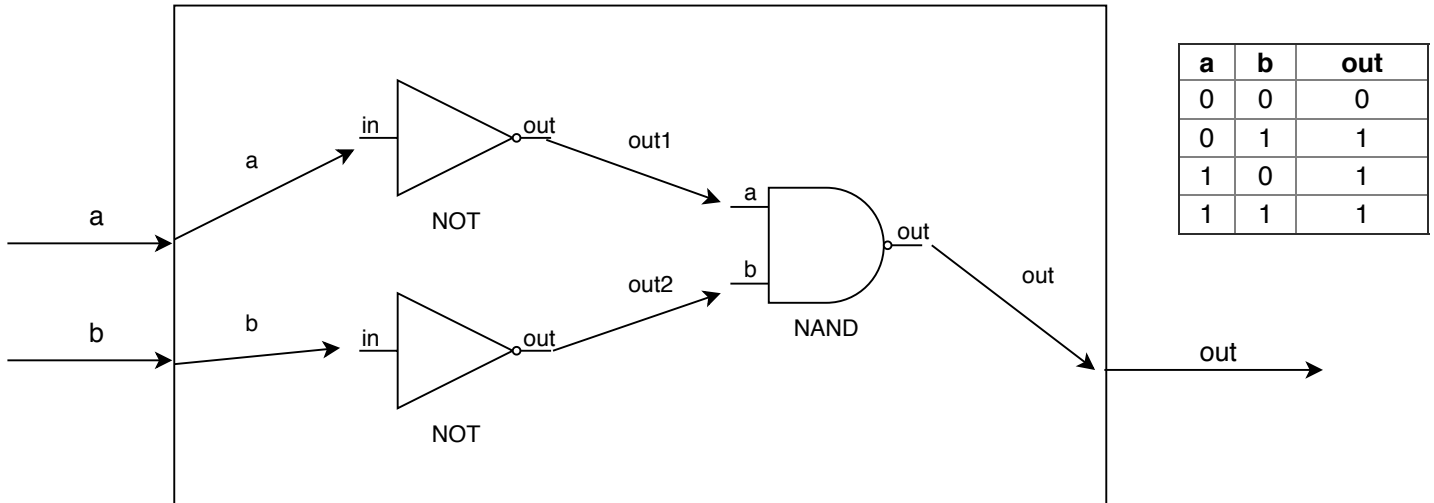 a
b
a
b
in
out
NOT
in
out
NOT
out1
out2
a
b
out
NAND
out
out
a b out
0 0 0
0 1 1
1 0 1
1 1 1